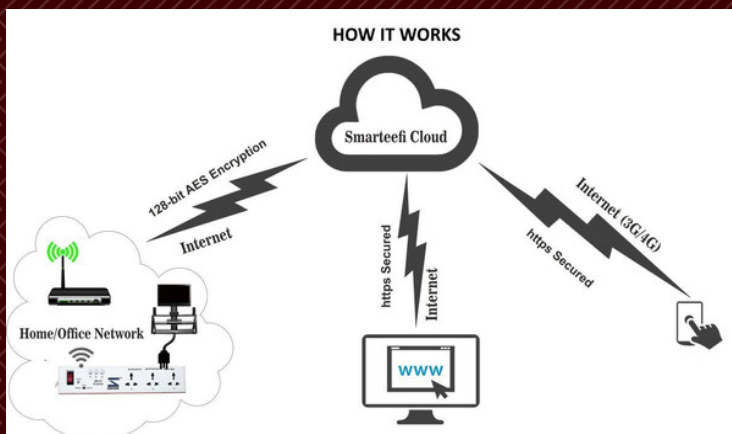 HOW IT WORKS
Smarteefi Cloud
128-bit AES Encryption
Internet
https Secured
Internet
Internet (3G/4G)
https Secured
Home/Office Network
www